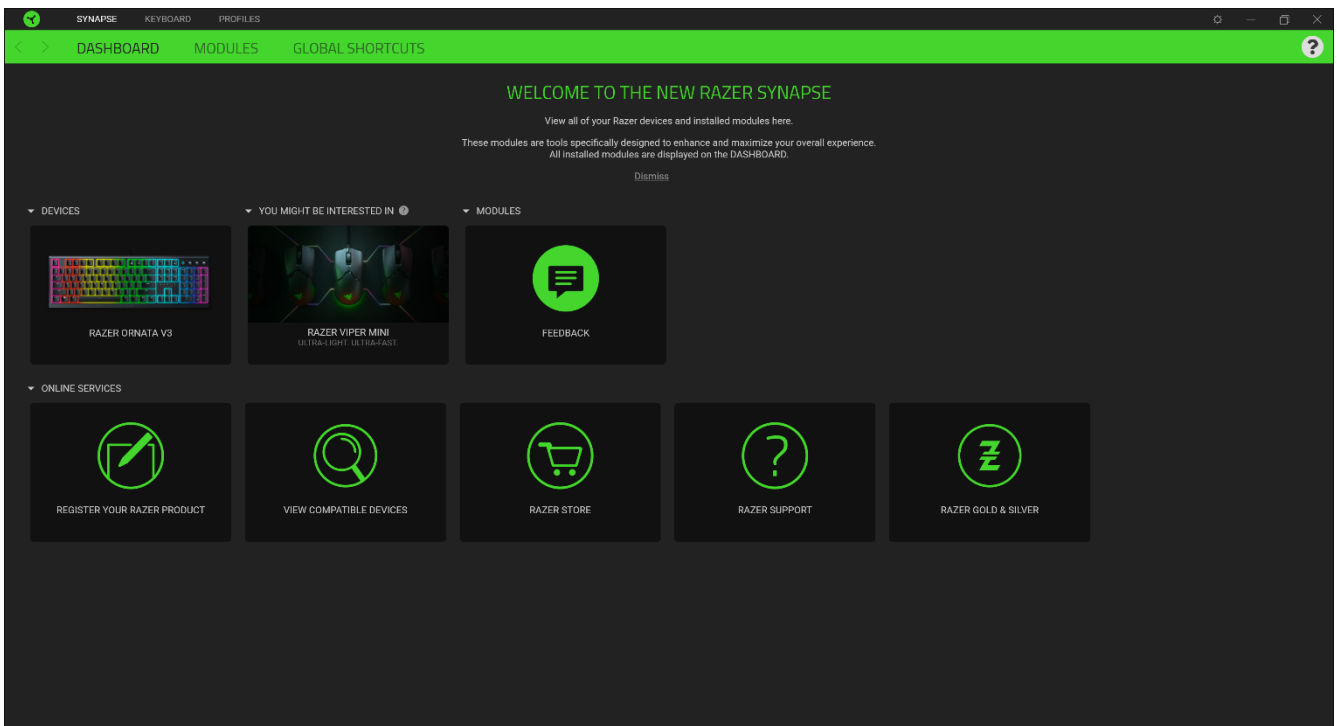 SYNAPSE KEYBOARD PROFILES
DASHBOARD MODULES GLOBAL SHORTCUTS
?
WELCOME TO THE NEW RAZER SYNAPSE
View all of your Razer devices and installed modules here.
These modules are tools specifically designed to enhance and maximize your overall experience.
All installed modules are displayed on the DASHBOARD.
Dismiss
DEVICES
YOU MIGHT BE INTERESTED IN ?
MODULES
RAZER ORNATA V3
RAZER VIPER MINI
ULTRA-LIGHT. ULTRA-FAST.
FEEDBACK
ONLINE SERVICES
REGISTER YOUR RAZER PRODUCT
VIEW COMPATIBLE DEVICES
RAZER STORE
?
RAZER SUPPORT
RAZER GOLD & SILVER